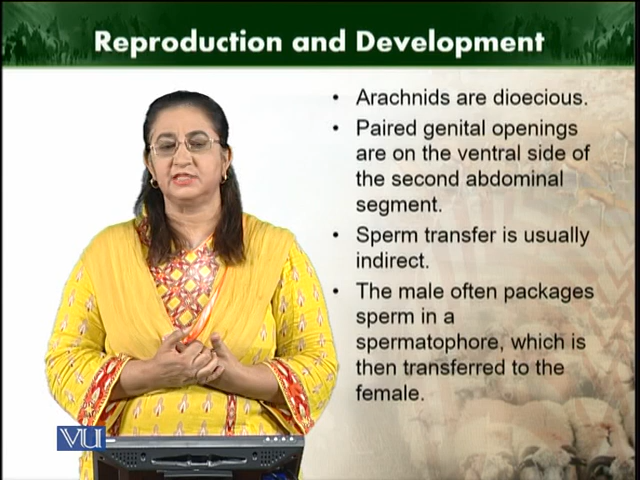 Reproduction and Development
• Arachnids are dioecious.
• Paired genital openings
are on the ventral side of
the second abdominal
segment.
• Sperm transfer is usually
indirect.
• The male often packages
sperm in a
spermatophore, which is
then transferred to the
female.
VU